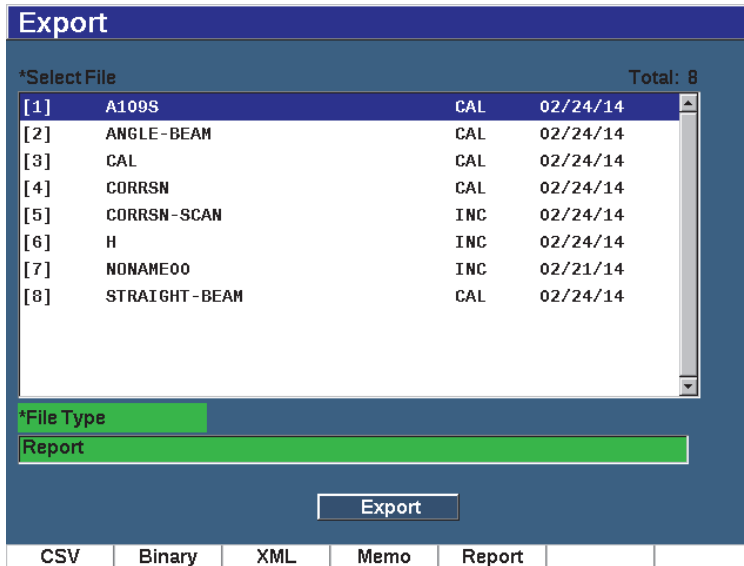 Export
*Select File Total: 8
[1] A109S CAL 02/24/14
[2] ANGLE-BEAM CAL 02/24/14
[3] CAL CAL 02/24/14
[4] CORRSN CAL 02/24/14
[5] CORRSN-SCAN INC 02/24/14
[6] H INC 02/24/14
[7] NONAME00 INC 02/21/14
[8] STRAIGHT-BEAM CAL 02/24/14
*File Type
Report
Export
CSV Binary XML Memo Report